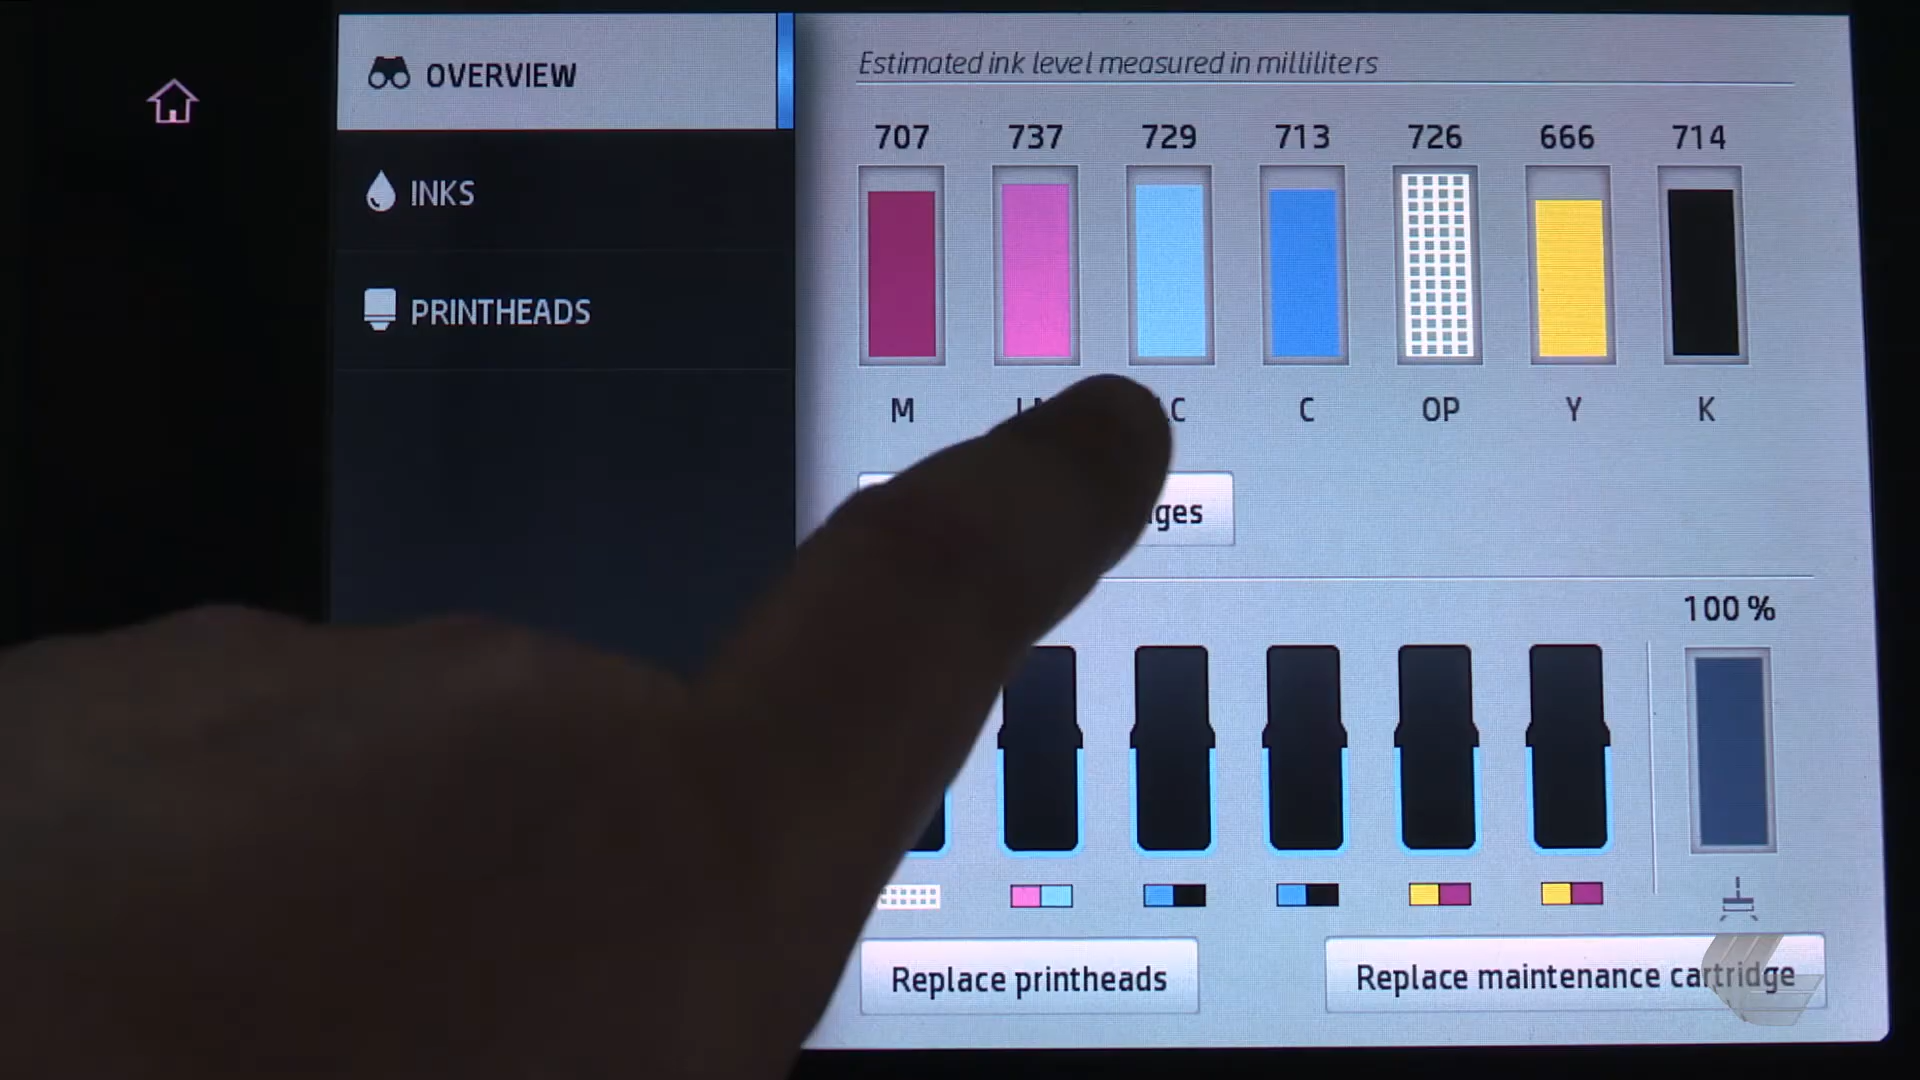 OVERVIEW
INKS
PRINTHEADS
Estimated ink level measured in milliliters
707 737 729 713 726 666 714
M C OP Y K
100 %
Replace printheads
Replace maintenance cartridge